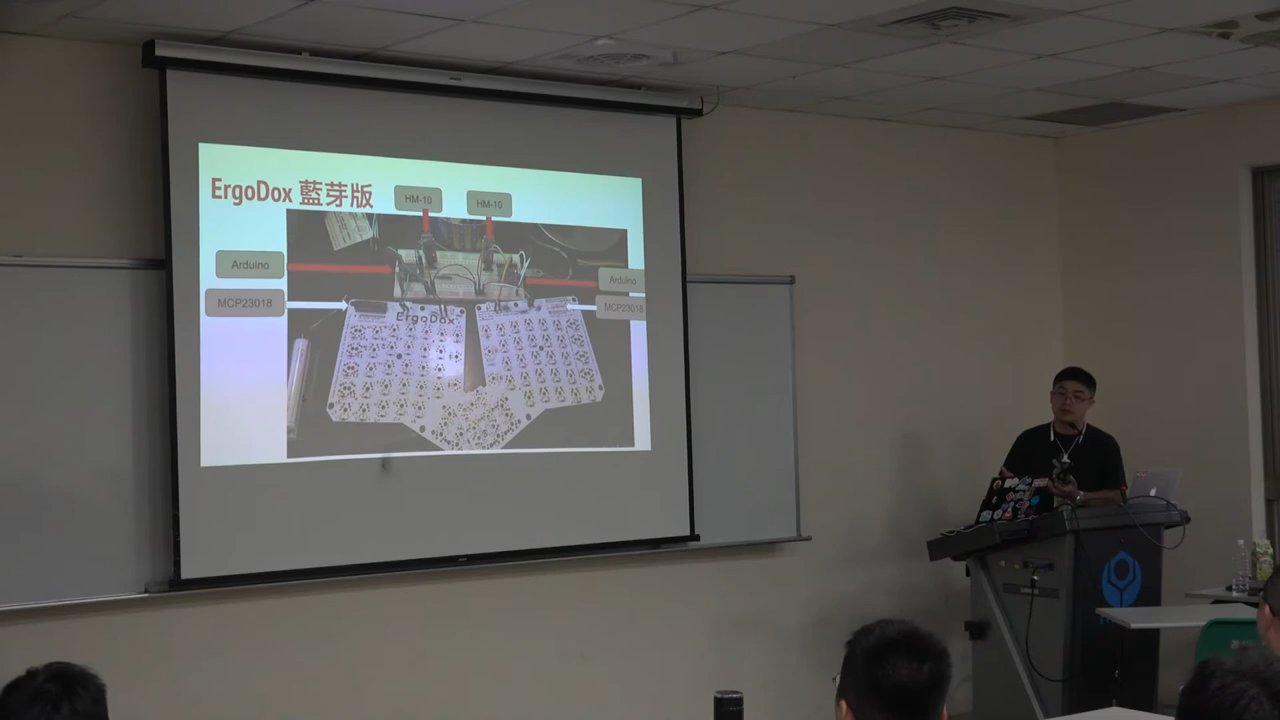 ErgoDox 藍芽版
HM-10
HM-10
Arduino
Arduino
MCP23018
MCP23018
ErgoDox